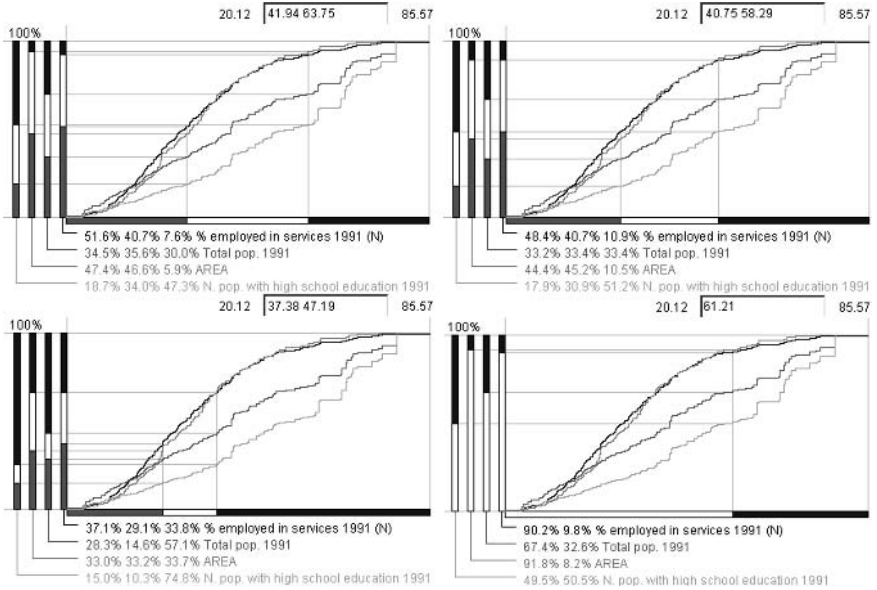 20.12 41.94 63.75 85.57
100%
51.6% 40.7% 7.6% % employed in services 1991 (N)
34.5% 35.6% 30.0% Total pop. 1991
47.4% 46.6% 5.9% AREA
18.7% 34.0% 47.3% N. pop. with high school education 1991
20.12 40.75 58.29 85.57
100%
48.4% 40.7% 10.9% % employed in services 1991 (N)
33.2% 33.4% 33.4% Total pop. 1991
44.4% 45.2% 10.5% AREA
17.9% 30.9% 51.2% N. pop. with high school education 1991
20.12 37.38 47.19 85.57
100%
37.1% 29.1% 33.8% % employed in services 1991 (N)
28.3% 14.6% 57.1% Total pop. 1991
33.0% 33.2% 33.7% AREA
15.0% 10.3% 74.8% N. pop. with high school education 1991
20.12 61.21 85.57
100%
90.2% 9.8% % employed in services 1991 (N)
67.4% 32.6% Total pop. 1991
91.8% 8.2% AREA
49.5% 50.5% N. pop. with high school education 1991